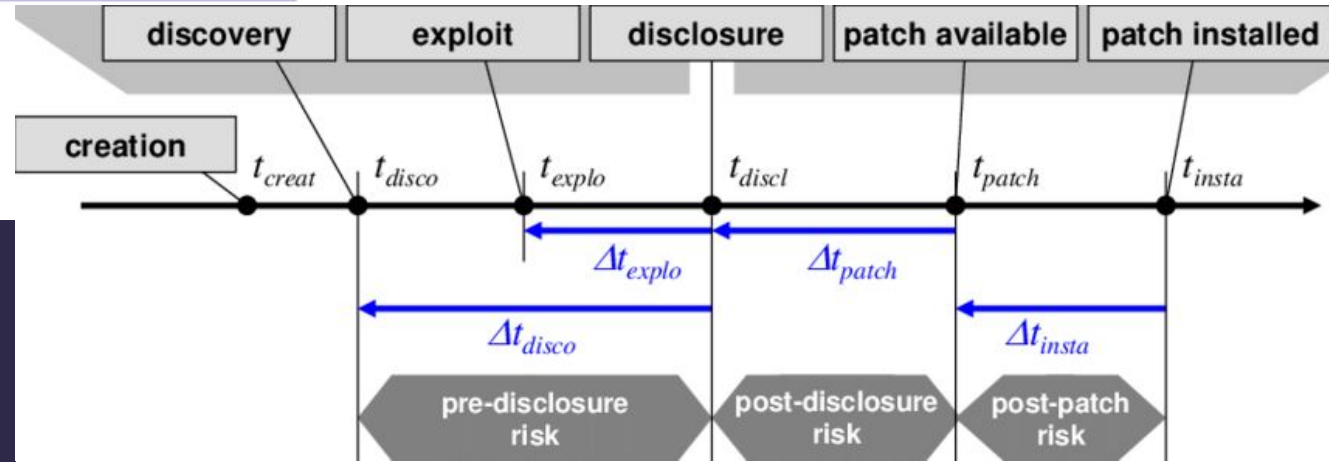 discovery exploit disclosure patch available patch installed
creation
t_creat t_disco t_explo t_discl t_patch t_insta
Δt_explo Δt_patch
Δt_disco Δt_insta
pre-disclosure risk
post-disclosure risk
post-patch risk